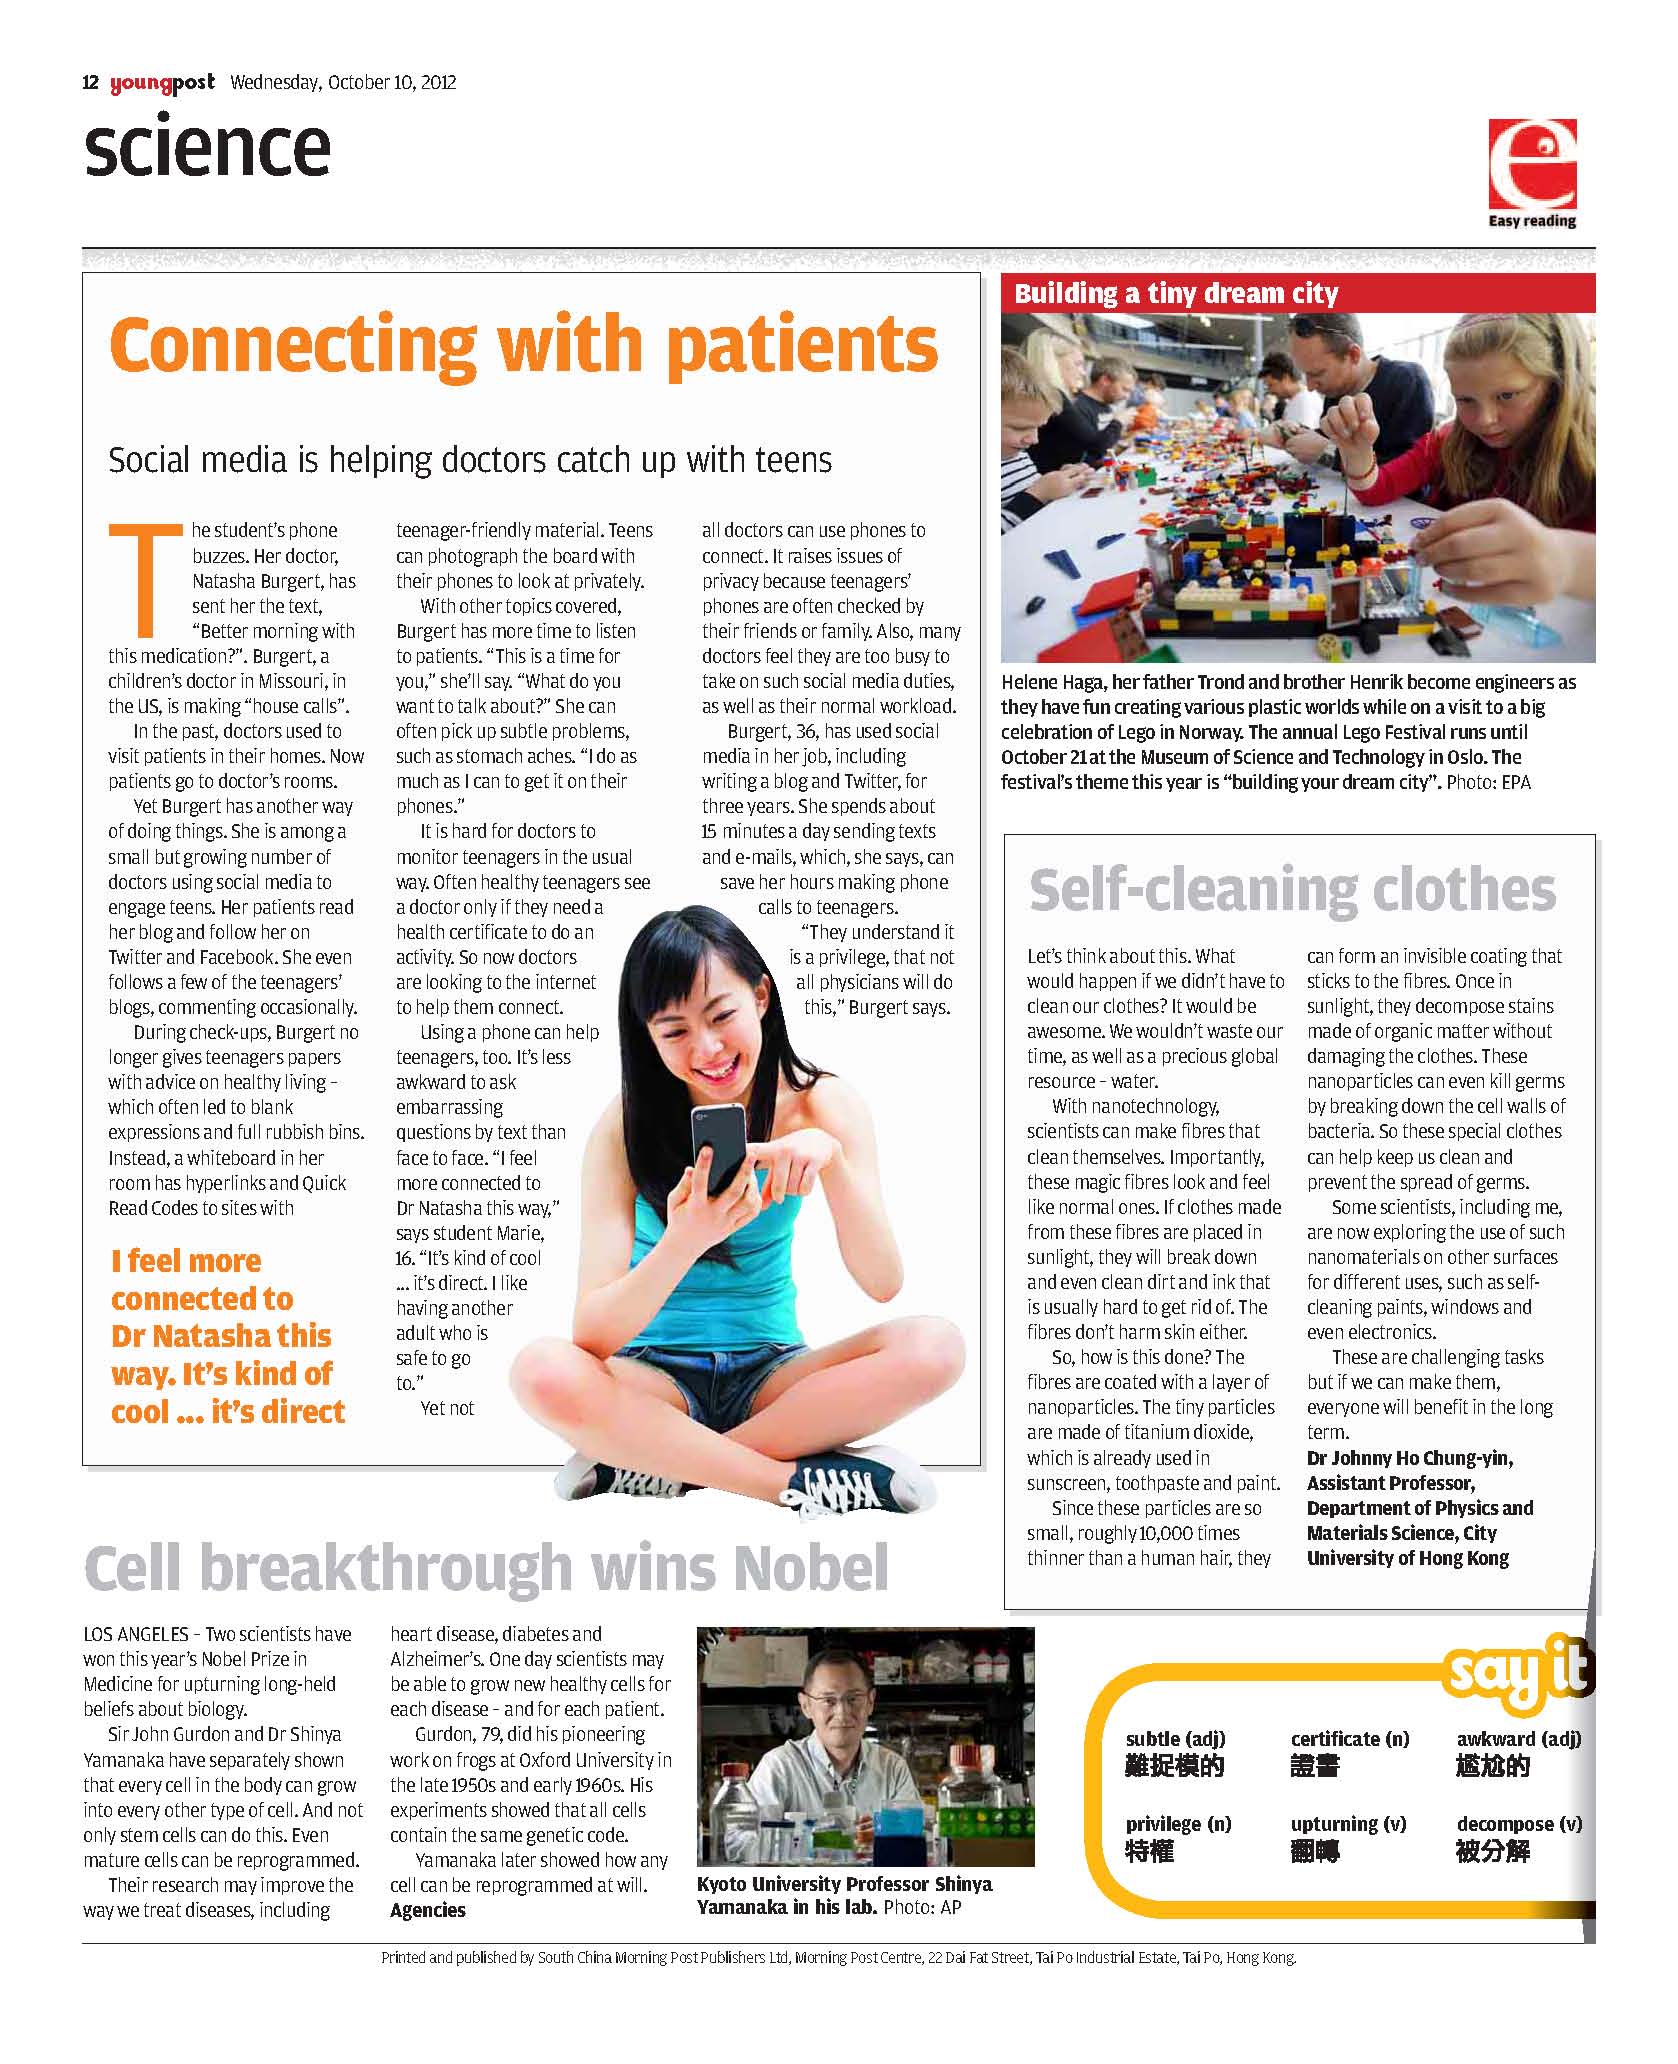 12 youngpost Wednesday, October 10, 2012
science
e
Easy reading
Connecting with patients
Social media is helping doctors catch up with teens
The student's phone
buzzes. Her doctor,
Natasha Burgert, has
sent her the text,
“Better morning with
this medication?”. Burgert, a
children's doctor in Missouri, in
the US, is making “house calls”.
In the past, doctors used to
visit patients in their homes. Now
patients go to doctor's rooms.
Yet Burgert has another way
of doing things. She is among a
small but growing number of
doctors using social media to
engage teens. Her patients read
her blog and follow her on
Twitter and Facebook. She even
follows a few of the teenagers'
blogs, commenting occasionally.
During check-ups, Burgert no
longer gives teenagers papers
with advice on healthy living –
which often led to blank
expressions and full rubbish bins.
Instead, a whiteboard in her
room has hyperlinks and Quick
Read Codes to sites with
I feel more
connected to
Dr Natasha this
way. It's kind of
cool ... it's direct
teenager-friendly material. Teens
can photograph the board with
their phones to look at privately.
With other topics covered,
Burgert has more time to listen
to patients. “This is a time for
you,” she'll say. “What do you
want to talk about?” She can
often pick up subtle problems,
such as stomach aches. “I do as
much as I can to get it on their
phones.”
It is hard for doctors to
monitor teenagers in the usual
way. Often healthy teenagers see
a doctor only if they need a
health certificate to do an
activity. So now doctors
are looking to the internet
to help them connect.
Using a phone can help
teenagers, too. It's less
awkward to ask
embarrassing
questions by text than
face to face. “I feel
more connected to
Dr Natasha this way,”
says student Marie,
16. “It's kind of cool
... it's direct. I like
having another
adult who is
safe to go
to.”
Yet not
all doctors can use phones to
connect. It raises issues of
privacy because teenagers'
phones are often checked by
their friends or family. Also, many
doctors feel they are too busy to
take on such social media duties,
as well as their normal workload.
Burgert, 36, has used social
media in her job, including
writing a blog and Twitter, for
three years. She spends about
15 minutes a day sending texts
and e-mails, which, she says, can
save her hours making phone
calls to teenagers.
“They understand it
is a privilege, that not
all physicians will do
this,” Burgert says.
Building a tiny dream city
Helene Haga, her father Trond and brother Henrik become engineers as
they have fun creating various plastic worlds while on a visit to a big
celebration of Lego in Norway. The annual Lego Festival runs until
October 21 at the Museum of Science and Technology in Oslo. The
festival's theme this year is “building your dream city”. Photo: EPA
Self-cleaning clothes
Let's think about this. What
would happen if we didn't have to
clean our clothes? It would be
awesome. We wouldn't waste our
time, as well as a precious global
resource – water.
With nanotechnology,
scientists can make fibres that
clean themselves. Importantly,
these magic fibres look and feel
like normal ones. If clothes made
from these fibres are placed in
sunlight, they will break down
and even clean dirt and ink that
is usually hard to get rid of. The
fibres don't harm skin either.
So, how is this done? The
fibres are coated with a layer of
nanoparticles. The tiny particles
are made of titanium dioxide,
which is already used in
sunscreen, toothpaste and paint.
Since these particles are so
small, roughly 10,000 times
thinner than a human hair, they
can form an invisible coating that
sticks to the fibres. Once in
sunlight, they decompose stains
made of organic matter without
damaging the clothes. These
nanoparticles can even kill germs
by breaking down the cell walls of
bacteria. So these special clothes
can help keep us clean and
prevent the spread of germs.
Some scientists, including me,
are now exploring the use of such
nanomaterials on other surfaces
for different uses, such as self-
cleaning paints, windows and
even electronics.
These are challenging tasks
but if we can make them,
everyone will benefit in the long
term.
Dr Johnny Ho Chung-yin,
Assistant Professor,
Department of Physics and
Materials Science, City
University of Hong Kong
Cell breakthrough wins Nobel
LOS ANGELES – Two scientists have
won this year's Nobel Prize in
Medicine for upturning long-held
beliefs about biology.
Sir John Gurdon and Dr Shinya
Yamanaka have separately shown
that every cell in the body can grow
into every other type of cell. And not
only stem cells can do this. Even
mature cells can be reprogrammed.
Their research may improve the
way we treat diseases, including
heart disease, diabetes and
Alzheimer's. One day scientists may
be able to grow new healthy cells for
each disease – and for each patient.
Gurdon, 79, did his pioneering
work on frogs at Oxford University in
the late 1950s and early 1960s. His
experiments showed that all cells
contain the same genetic code.
Yamanaka later showed how any
cell can be reprogrammed at will.
Agencies
Kyoto University Professor Shinya
Yamanaka in his lab. Photo: AP
say it
subtle (adj)
難捉模的
certificate (n)
證書
awkward (adj)
尷尬的
privilege (n)
特權
upturning (v)
翻轉
decompose (v)
被分解
Printed and published by South China Morning Post Publishers Ltd, Morning Post Centre, 22 Dai Fat Street, Tai Po Industrial Estate, Tai Po, Hong Kong.